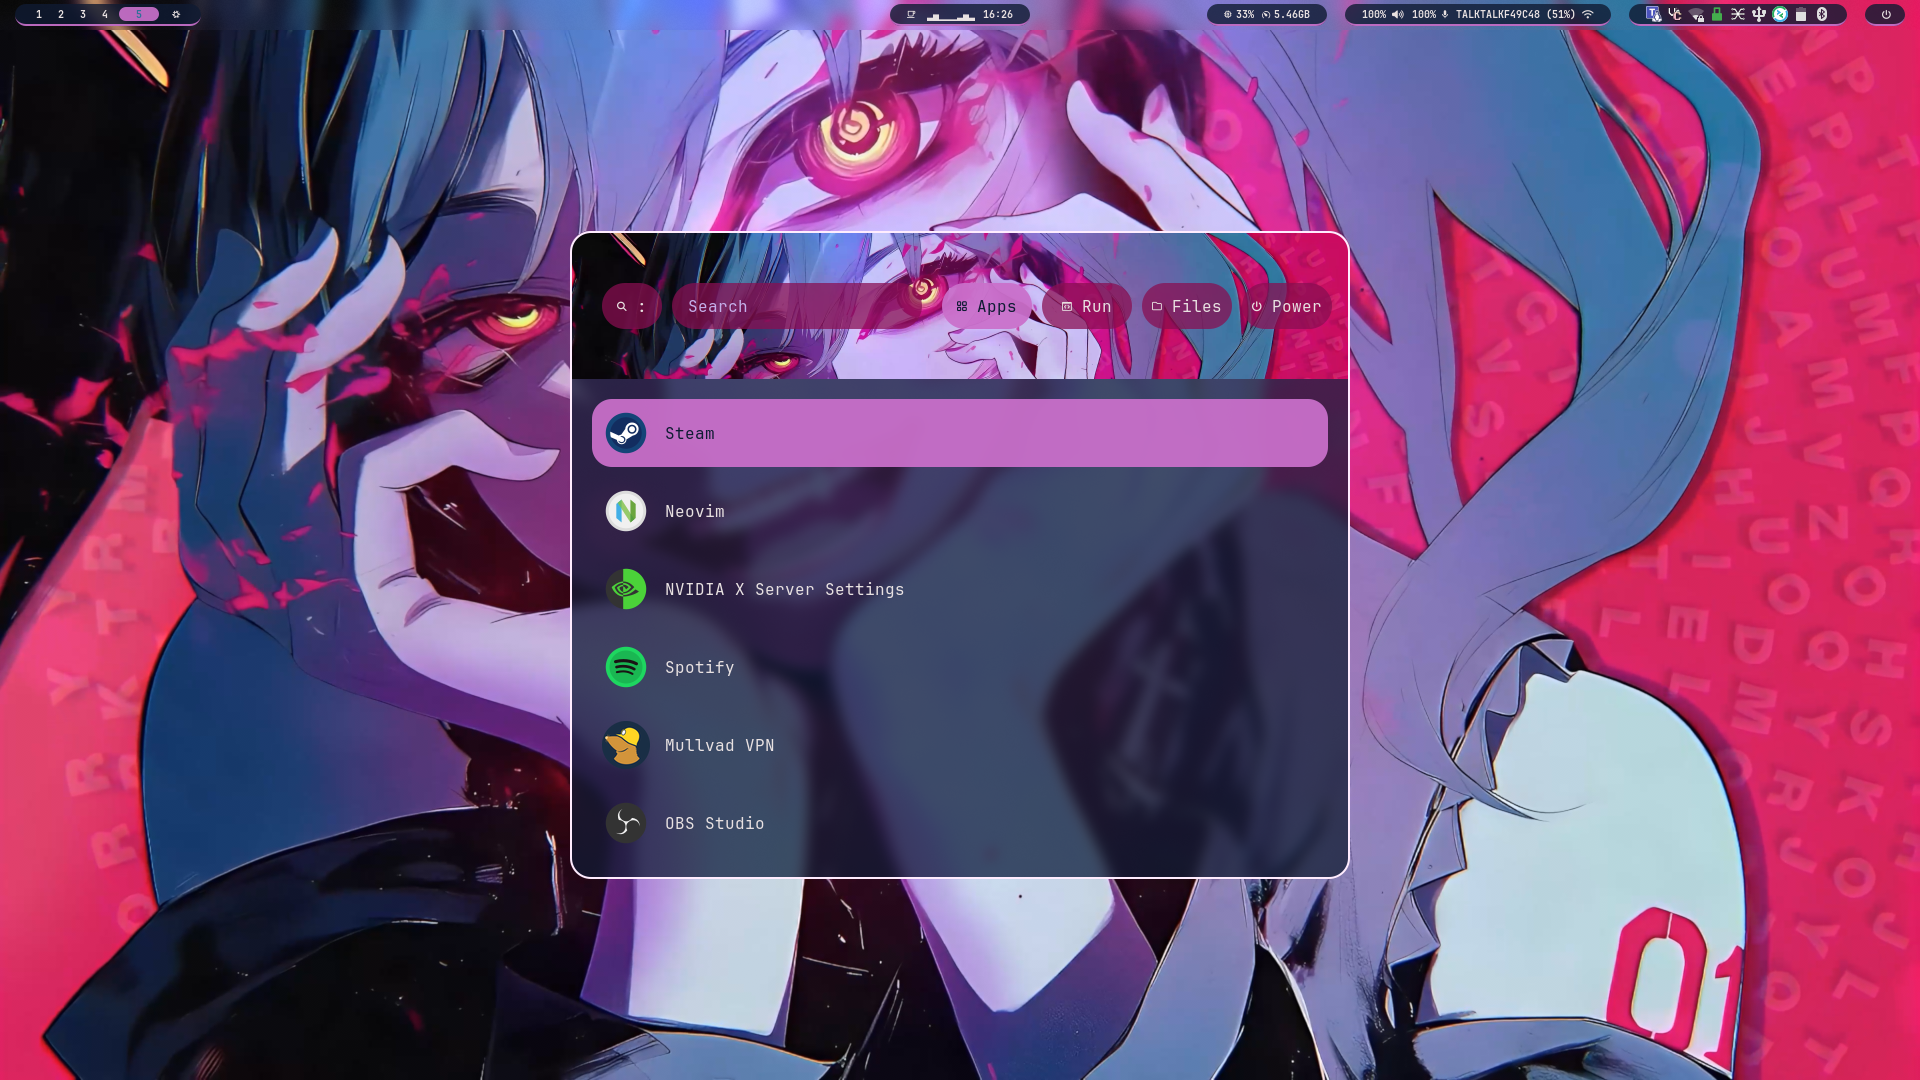 1 2 3 4 5
16:26
33% 5.46GB
100% 100% TALKTALKF49C48 (51%)
: Search Apps Run Files Power
Steam
Neovim
NVIDIA X Server Settings
Spotify
Mullvad VPN
OBS Studio
01